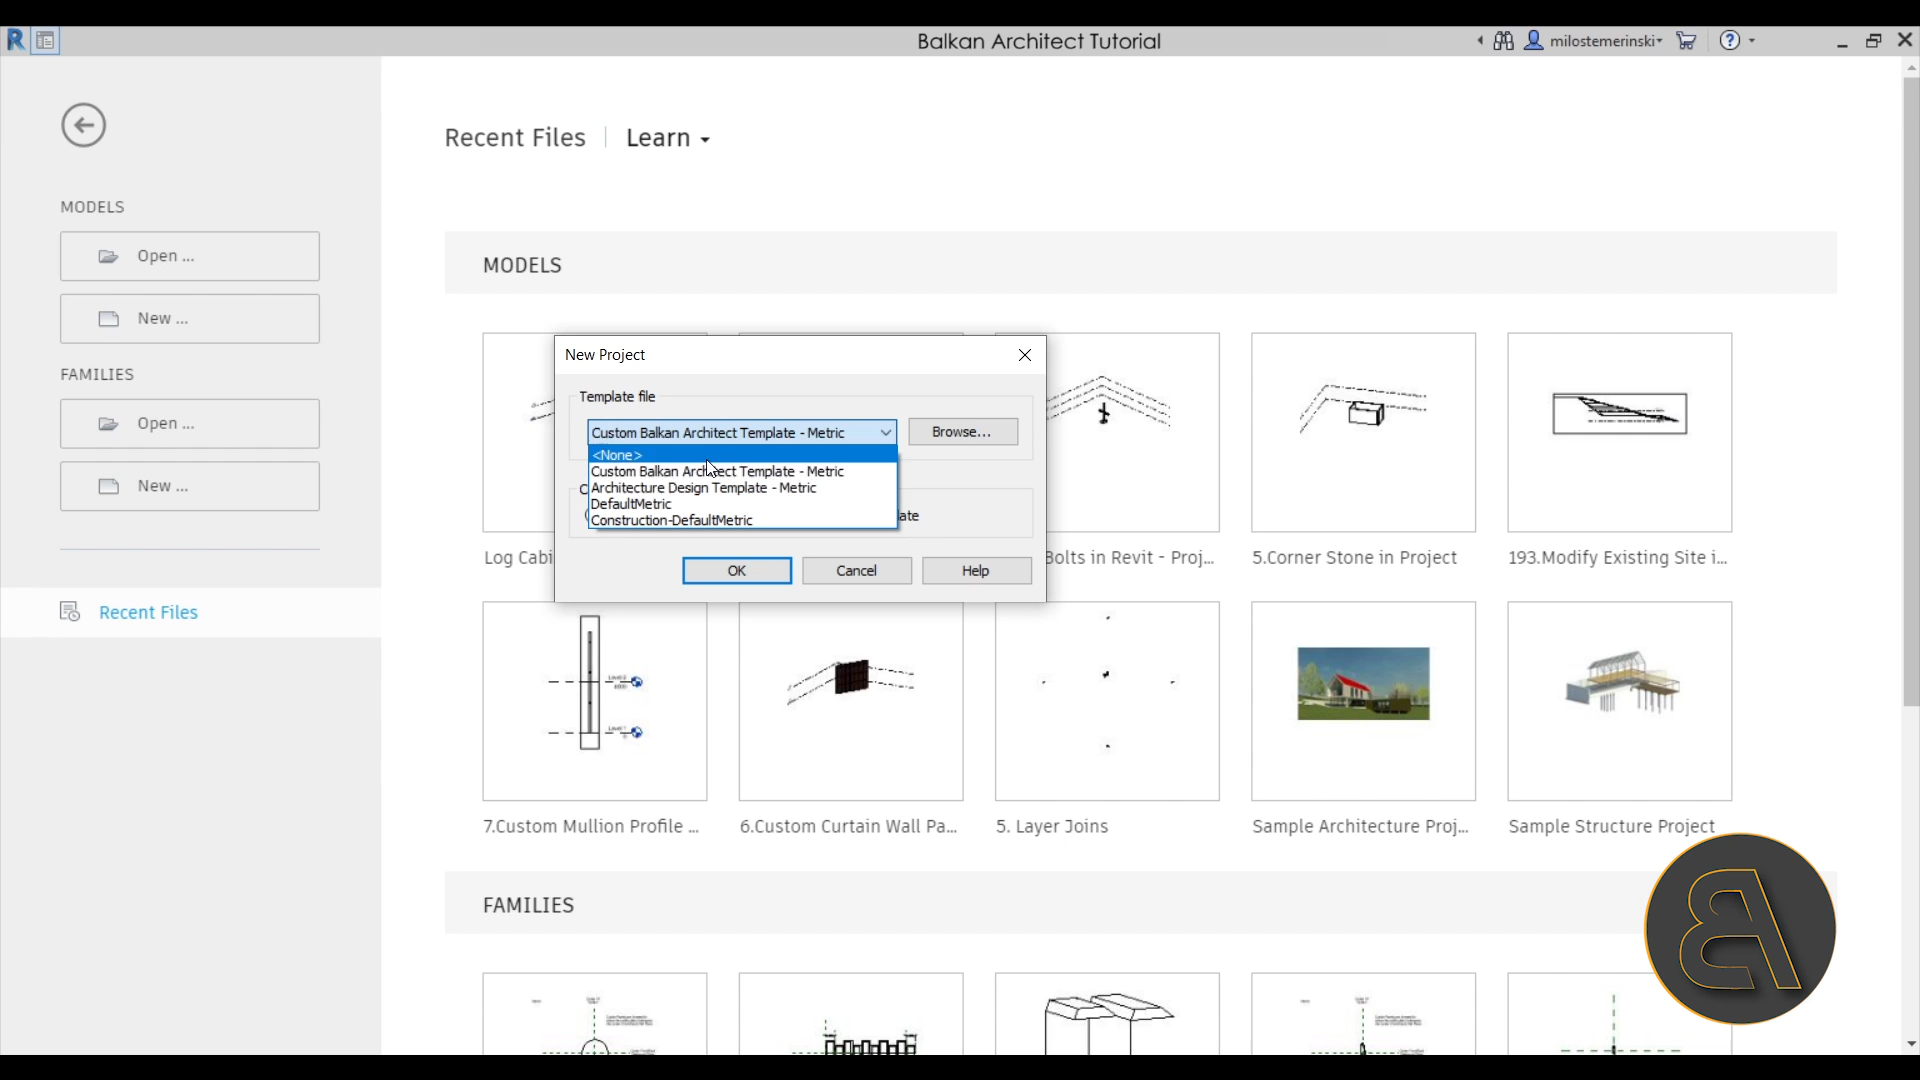 Balkan Architect Tutorial
milostemerinski
Recent Files
Learn
MODELS
Open ...
New ...
FAMILIES
Open ...
New ...
Recent Files
MODELS
New Project
Template file
Custom Balkan Architect Template - Metric
Browse...
<None>
Custom Balkan Architect Template - Metric
Architecture Design Template - Metric
DefaultMetric
Construction-DefaultMetric
OK
Cancel
Help
Log Cabi
Bolts in Revit - Proj...
5.Corner Stone in Project
193.Modify Existing Site i...
7.Custom Mullion Profile ...
6.Custom Curtain Wall Pa...
5. Layer Joins
Sample Architecture Proj...
Sample Structure Project
FAMILIES